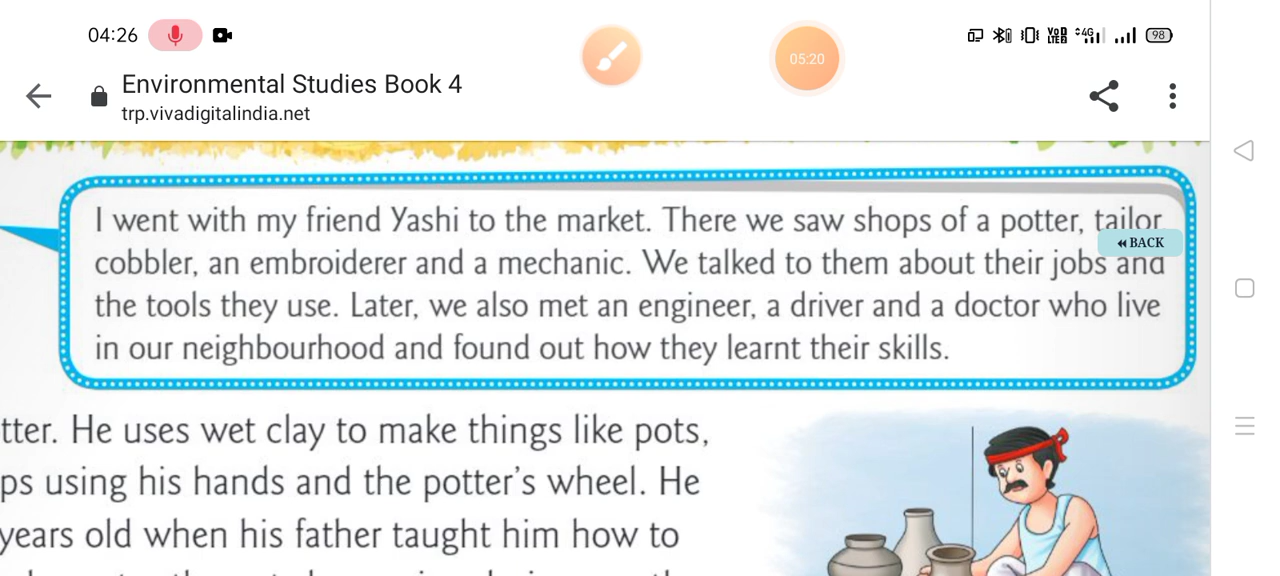 04:26
VoD LTED 4G 98
05:20
Environmental Studies Book 4
trp.vivadigitalindia.net
I went with my friend Yashi to the market. There we saw shops of a potter, tailor
BACK
cobbler, an embroiderer and a mechanic. We talked to them about their jobs and
the tools they use. Later, we also met an engineer, a driver and a doctor who live
in our neighbourhood and found out how they learnt their skills.
tter. He uses wet clay to make things like pots,
ps using his hands and the potter's wheel. He
years old when his father taught him how to